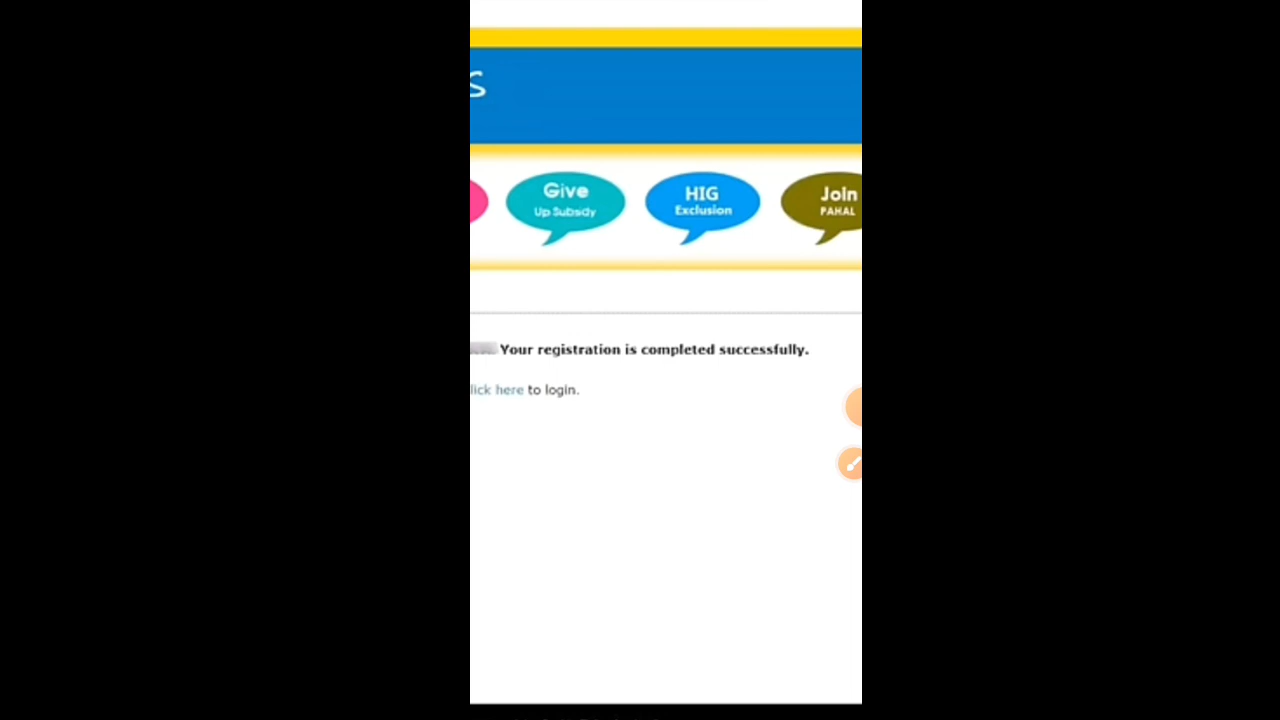 s
Give
Up Subsidy
HIG
Exclusion
Join
PAHAL
Your registration is completed successfully.
lick here to login.